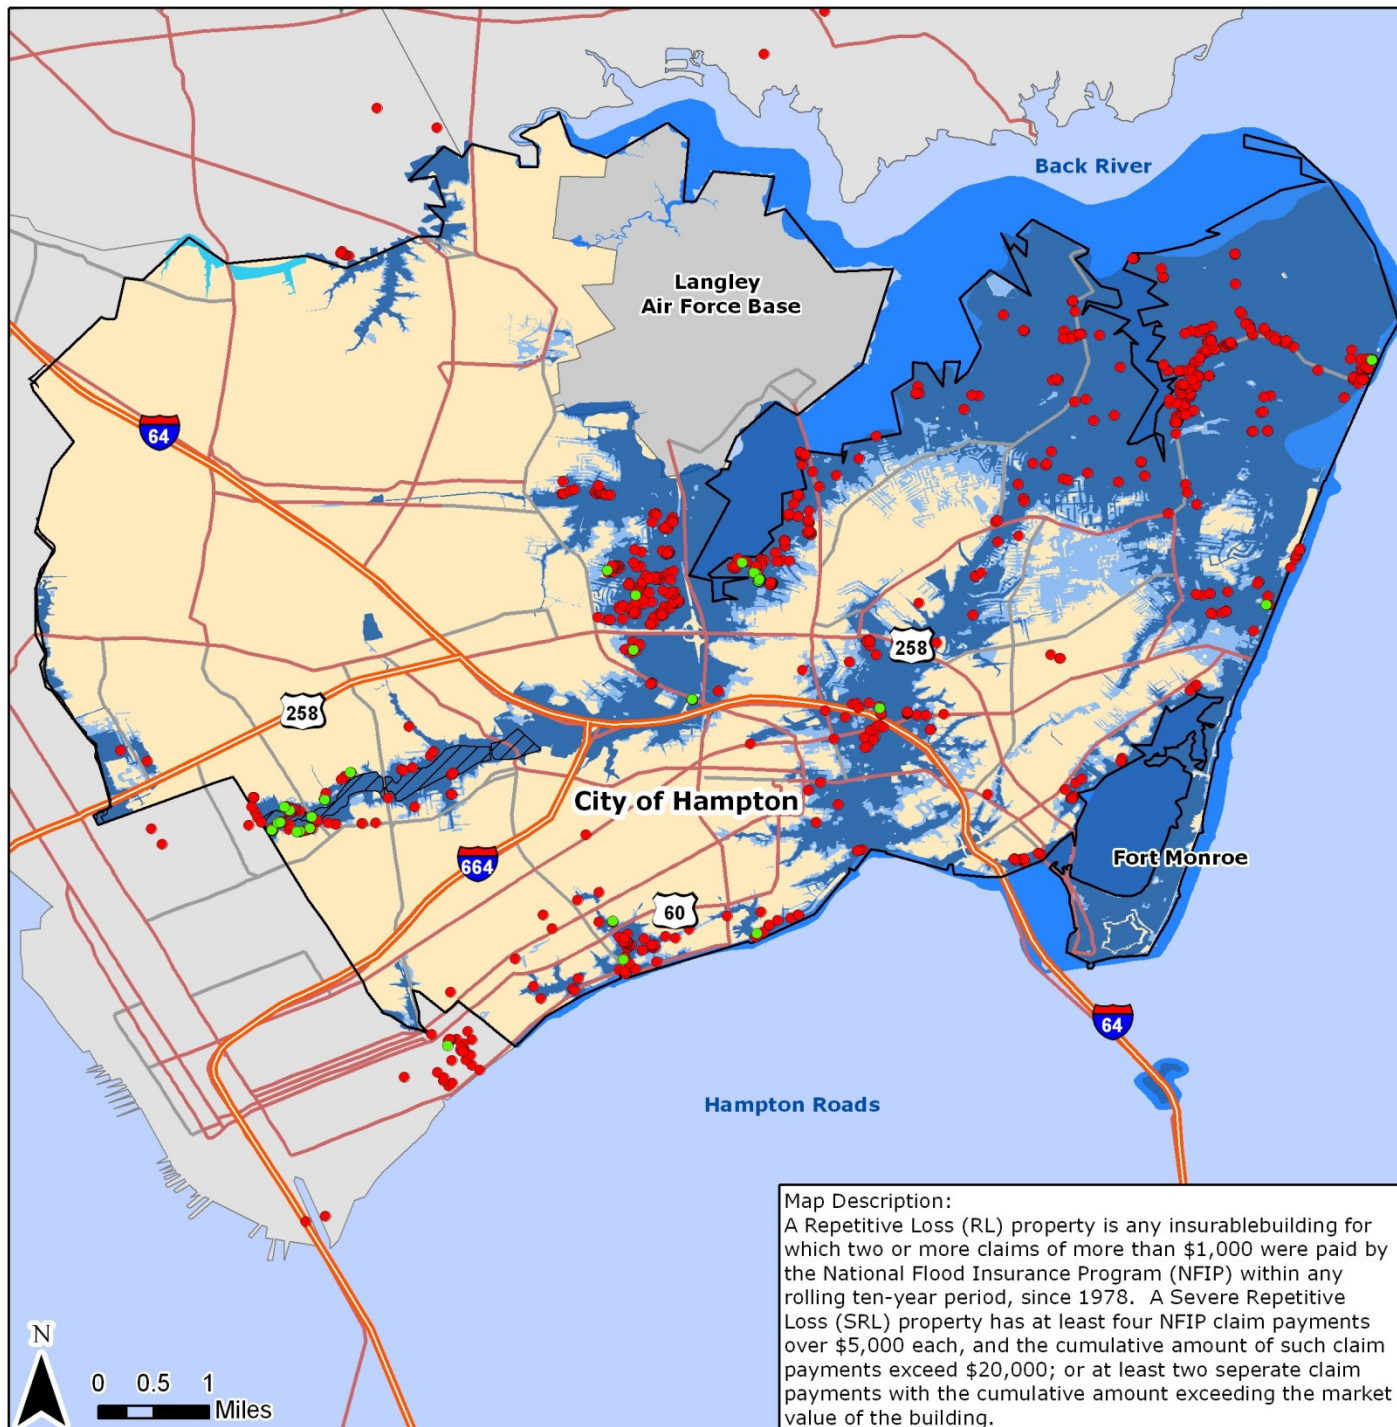 Back River
Langley
Air Force Base
64
258
258
City of Hampton
664
Fort Monroe
60
64
Hampton Roads
Map Description:
A Repetitive Loss (RL) property is any insurablebuilding for
which two or more claims of more than $1,000 were paid by
the National Flood Insurance Program (NFIP) within any
rolling ten-year period, since 1978.  A Severe Repetitive
Loss (SRL) property has at least four NFIP claim payments
over $5,000 each, and the cumulative amount of such claim
payments exceed $20,000; or at least two seperate claim
payments with the cumulative amount exceeding the market
value of the building.
N
0 0.5 1
Miles